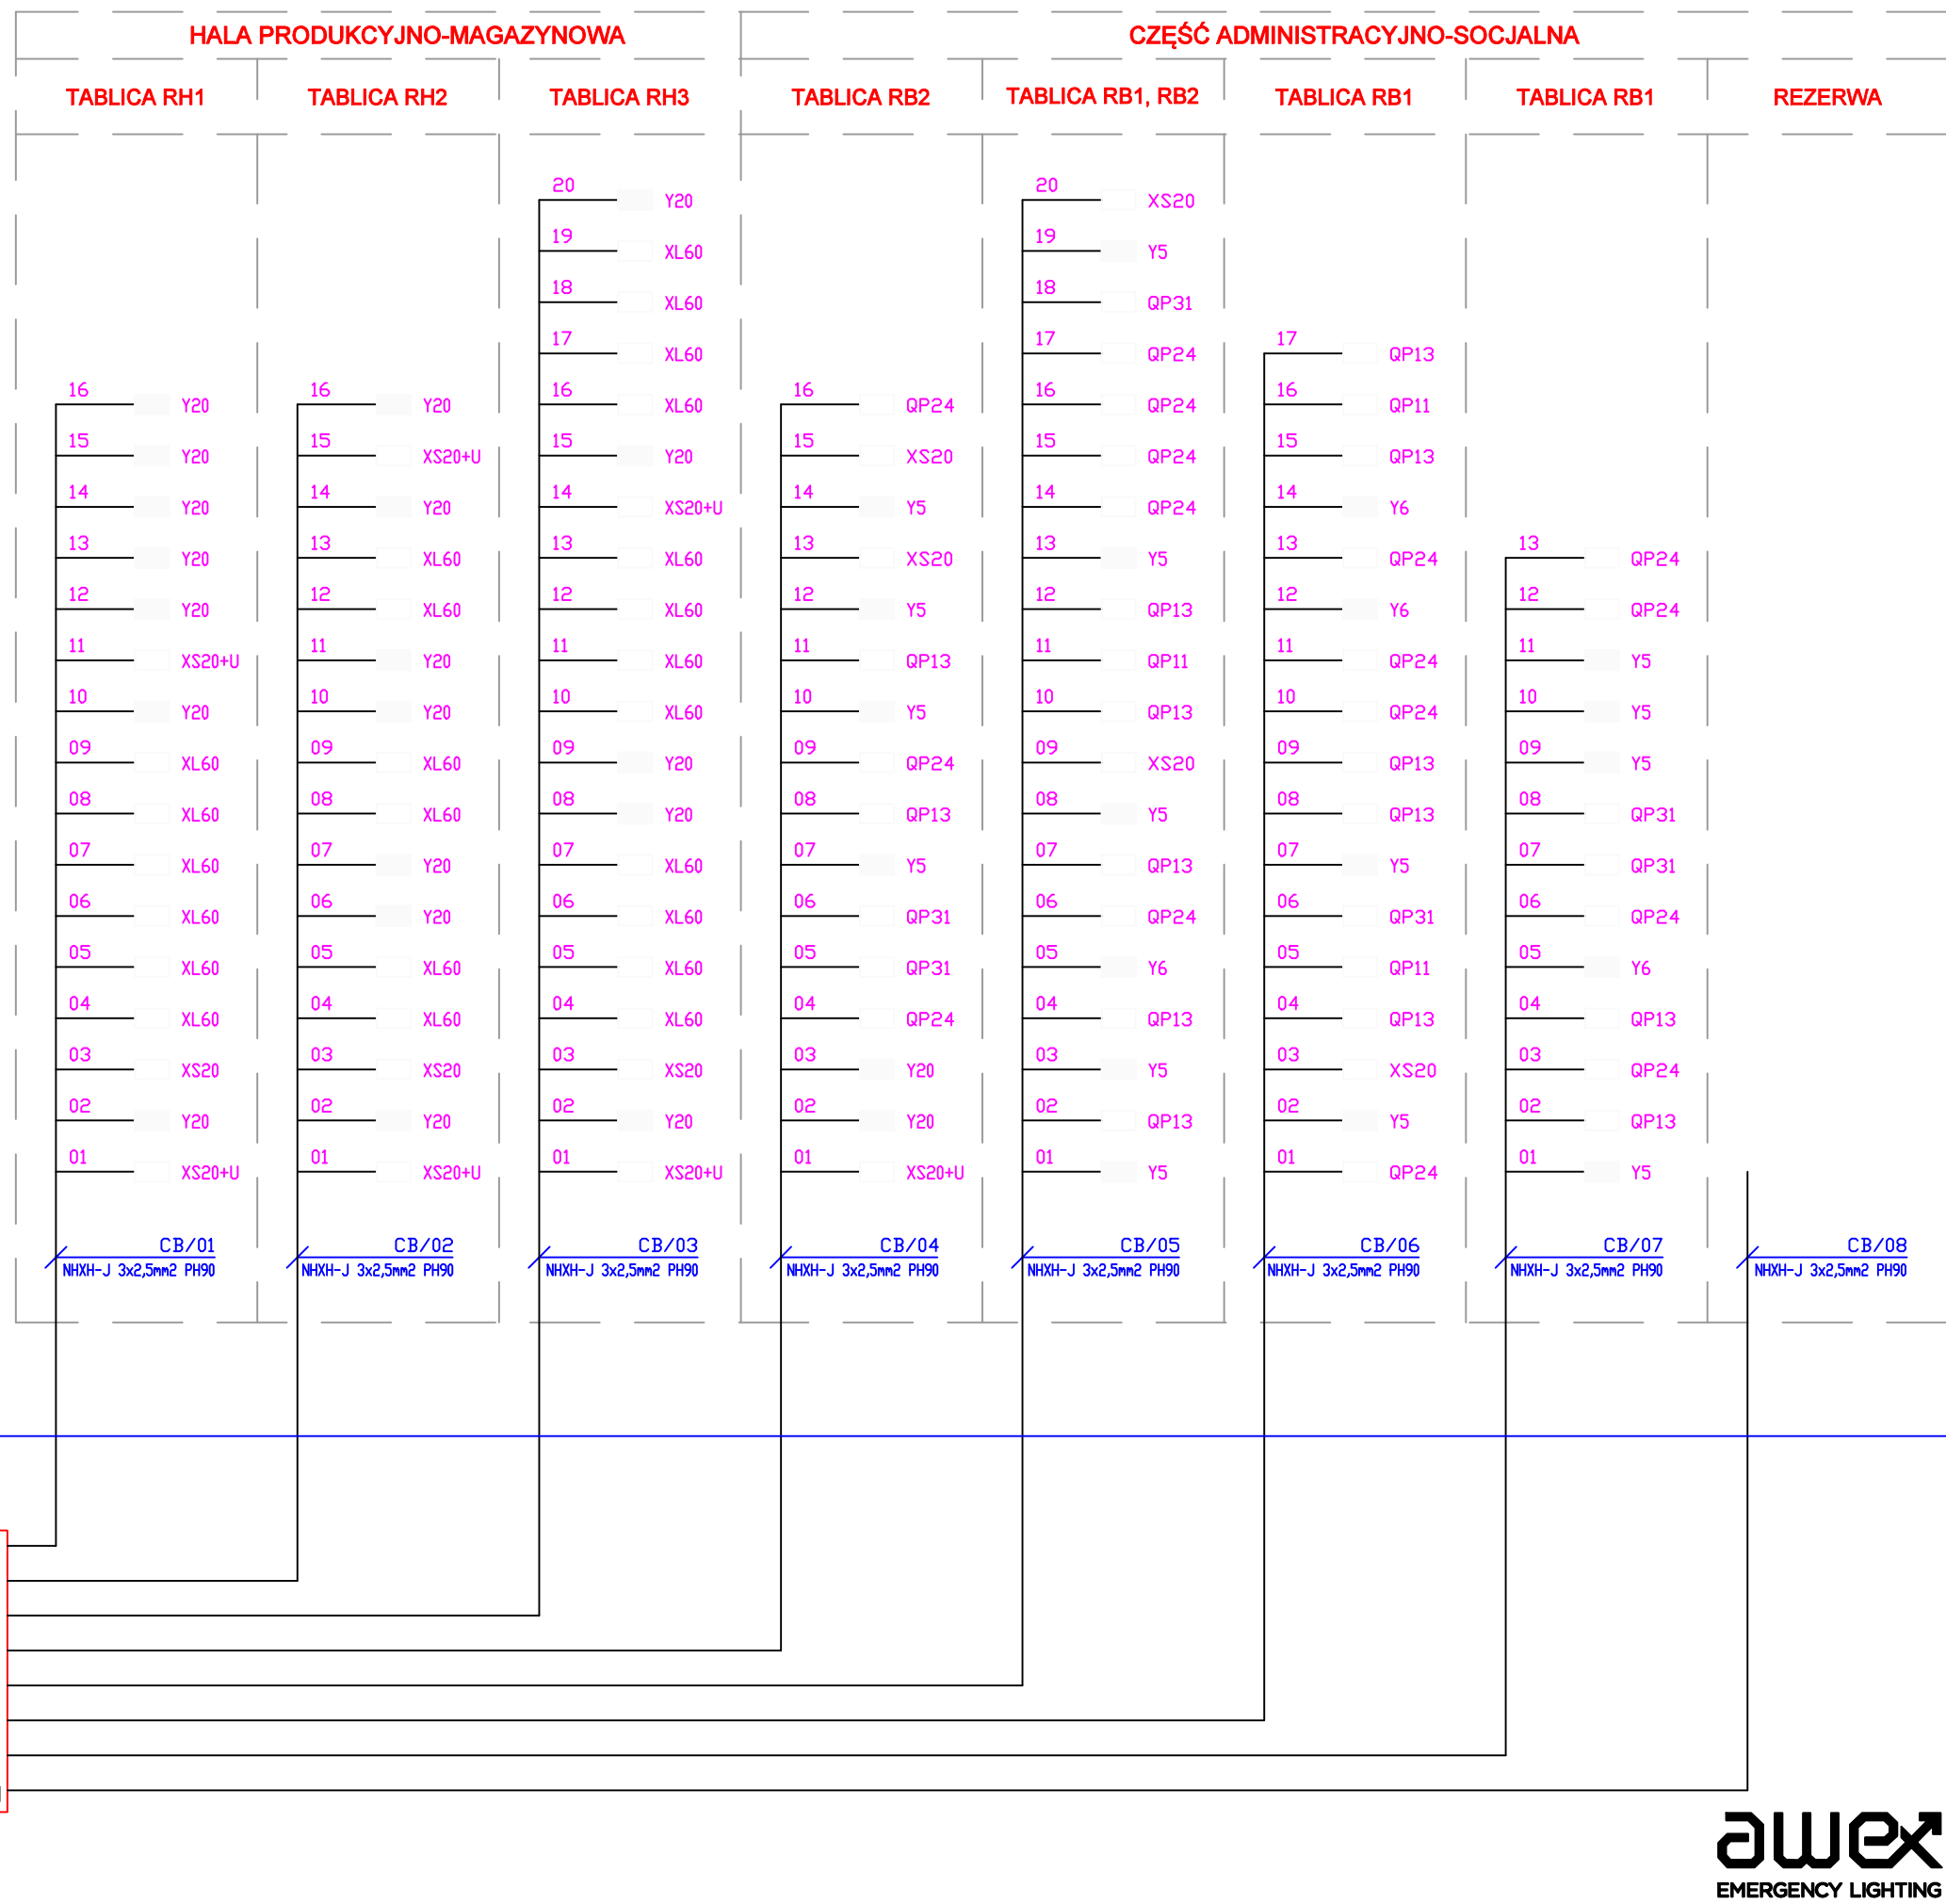 HALA PRODUKCYJNO-MAGAZYNOWA
CZĘŚĆ ADMINISTRACYJNO-SOCJALNA
TABLICA RH1
TABLICA RH2
TABLICA RH3
TABLICA RB2
TABLICA RB1, RB2
TABLICA RB1
TABLICA RB1
REZERWA
16 Y20
15 Y20
14 Y20
13 Y20
12 Y20
11 XS20+U
10 Y20
09 XL60
08 XL60
07 XL60
06 XL60
05 XL60
04 XL60
03 XS20
02 Y20
01 XS20+U
CB/01
NHXH-J 3x2,5mm2 PH90
16 Y20
15 XS20+U
14 Y20
13 XL60
12 XL60
11 Y20
10 Y20
09 XL60
08 XL60
07 Y20
06 Y20
05 XL60
04 XL60
03 XS20
02 Y20
01 XS20+U
CB/02
NHXH-J 3x2,5mm2 PH90
20 Y20
19 XL60
18 XL60
17 XL60
16 XL60
15 Y20
14 XS20+U
13 XL60
12 XL60
11 XL60
10 XL60
09 Y20
08 Y20
07 XL60
06 XL60
05 XL60
04 XL60
03 XS20
02 Y20
01 XS20+U
CB/03
NHXH-J 3x2,5mm2 PH90
16 QP24
15 XS20
14 Y5
13 XS20
12 Y5
11 QP13
10 Y5
09 QP24
08 QP13
07 Y5
06 QP31
05 QP31
04 QP24
03 Y20
02 Y20
01 XS20+U
CB/04
NHXH-J 3x2,5mm2 PH90
20 XS20
19 Y5
18 QP31
17 QP24
16 QP24
15 QP24
14 QP24
13 Y5
12 QP13
11 QP11
10 QP13
09 XS20
08 Y5
07 QP13
06 QP24
05 Y6
04 QP13
03 Y5
02 QP13
01 Y5
CB/05
NHXH-J 3x2,5mm2 PH90
17 QP13
16 QP11
15 QP13
14 Y6
13 QP24
12 Y6
11 QP24
10 QP24
09 QP13
08 QP13
07 Y5
06 QP31
05 QP11
04 QP13
03 XS20
02 Y5
01 QP24
CB/06
NHXH-J 3x2,5mm2 PH90
13 QP24
12 QP24
11 Y5
10 Y5
09 Y5
08 QP31
07 QP31
06 QP24
05 Y6
04 QP13
03 QP24
02 QP13
01 Y5
CB/07
NHXH-J 3x2,5mm2 PH90
CB/08
NHXH-J 3x2,5mm2 PH90
awex
EMERGENCY LIGHTING